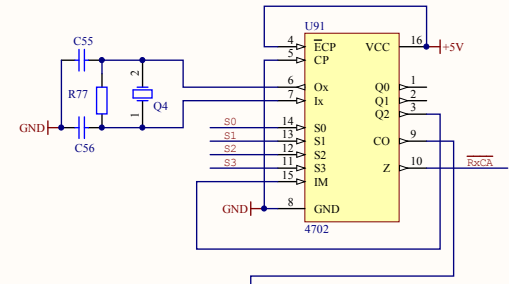 U91
C55
4 ECP VCC 16 +5V
5 CP
R77 2 6 Ox Q0 1
Q4 1 7 Ix Q1 2
Q2 3
GND S0 14 S0 CO 9
C56 S1 13 S1
S2 12 S2 Z 10 RxCA
S3 11 S3
15 IM
GND 8 GND
4702